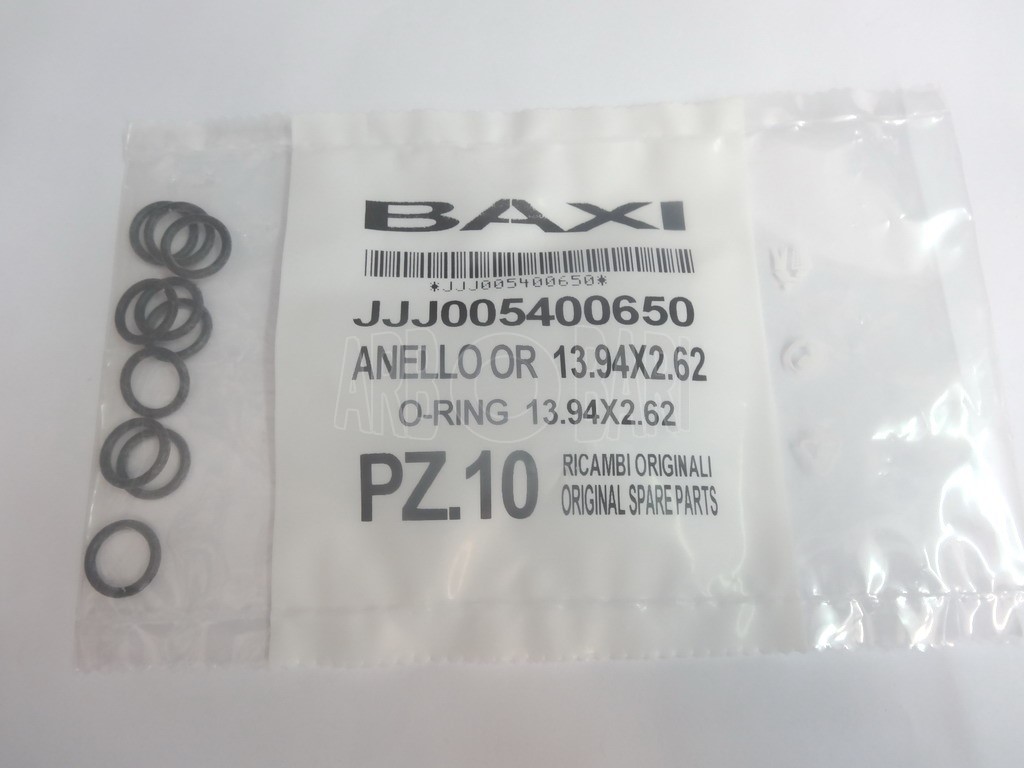 BAXI
*JJJ005400650*
JJJ005400650
ANELLO OR 13.94X2.62
O-RING 13.94X2.62
PZ.10
RICAMBI ORIGINALI
ORIGINAL SPARE PARTS